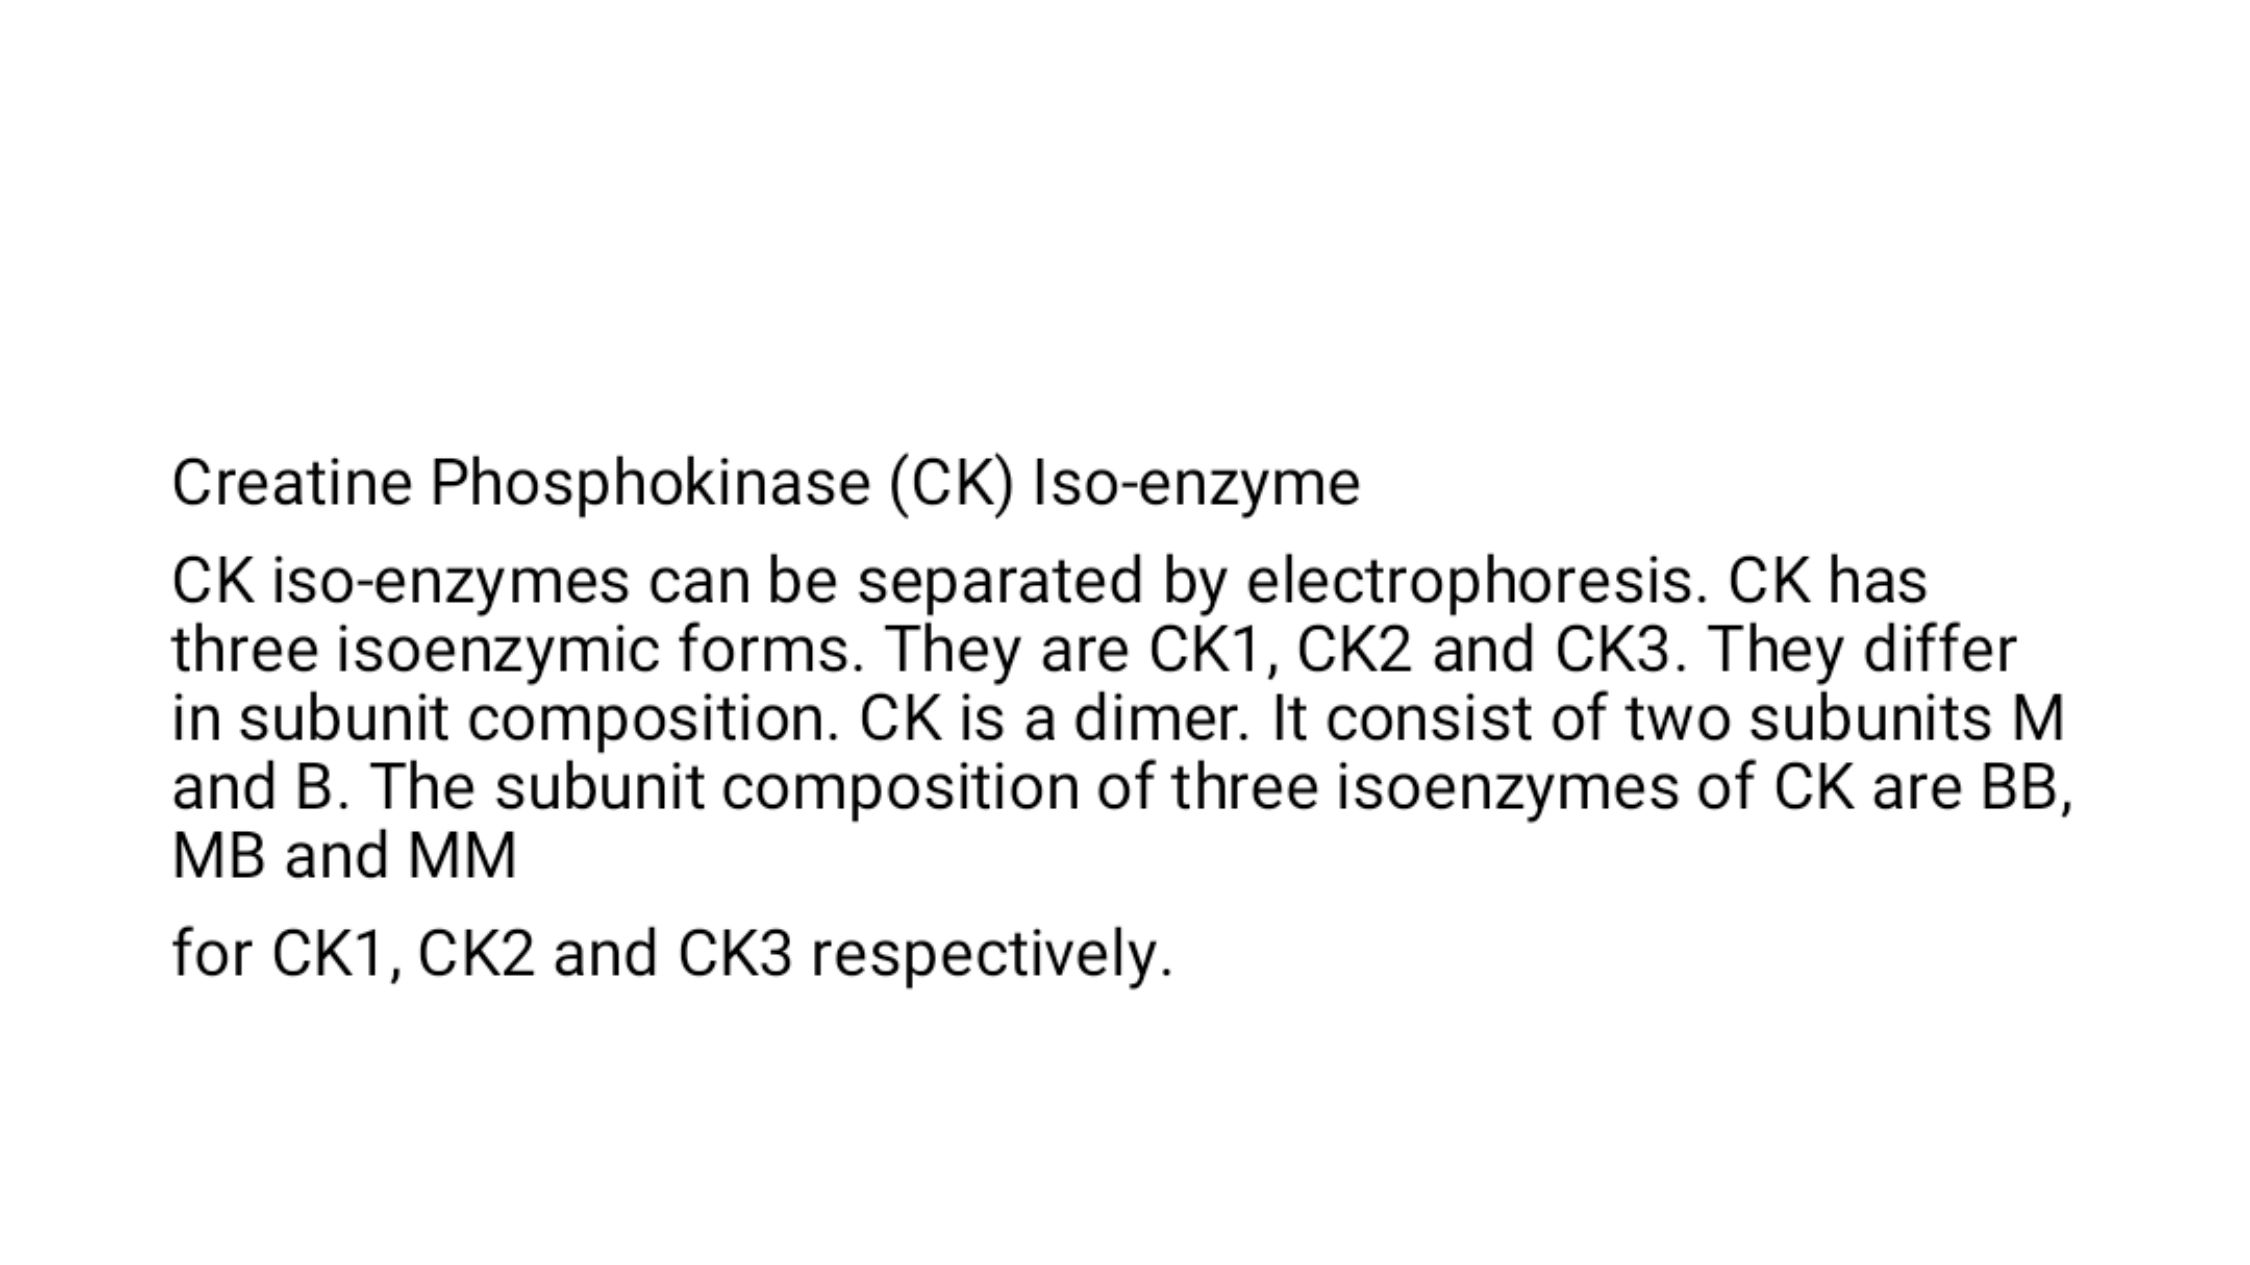 Creatine Phosphokinase (CK) Iso-enzyme
CK iso-enzymes can be separated by electrophoresis. CK has
three isoenzymic forms. They are CK1, CK2 and CK3. They differ
in subunit composition. CK is a dimer. It consist of two subunits M
and B. The subunit composition of three isoenzymes of CK are BB,
MB and MM
for CK1, CK2 and CK3 respectively.